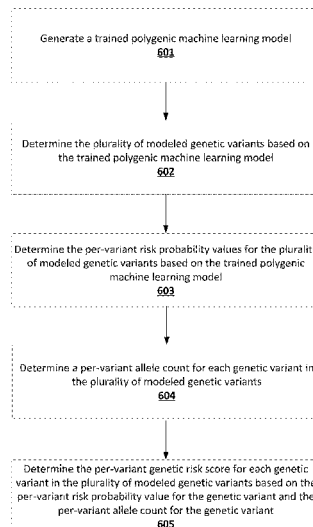 Generate a trained polygenic machine learning model
601
Determine the plurality of modeled genetic variants based on
the trained polygenic machine learning model
602
Determine the per-variant risk probability values for the pluralit
of modeled genetic variants based on the trained polygenic
machine learning model
603
Determine a per-variant allele count for each genetic variant in
the plurality of modeled genetic variants
604
Determine the per-variant genetic risk score for each genetic
variant in the plurality of modeled genetic variants based on the
per-variant risk probability value for the genetic variant and the
per-variant allele count for the genetic variant
605